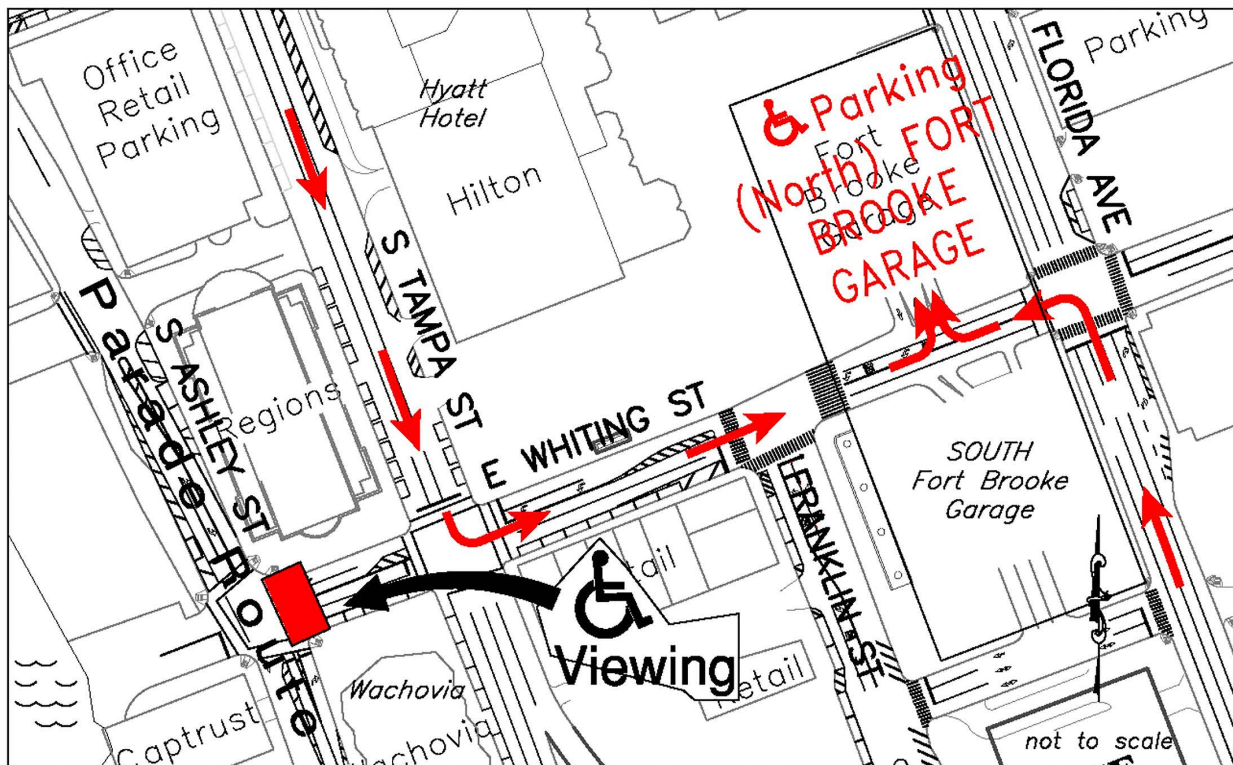 Office
Retail
Parking
Hyatt
Hotel
Hilton
Parking
Fort
Brooke
Garage
Parking
(North) FORT
BROOKE
GARAGE
FLORIDA AVE
S TAMPA ST
S ASHLEY ST
Parade Route
Regions
E WHITING ST
FRANKLIN ST
SOUTH
Fort Brooke
Garage
Viewing
Retail
Wachovia
Wachovia
Captrust
not to scale